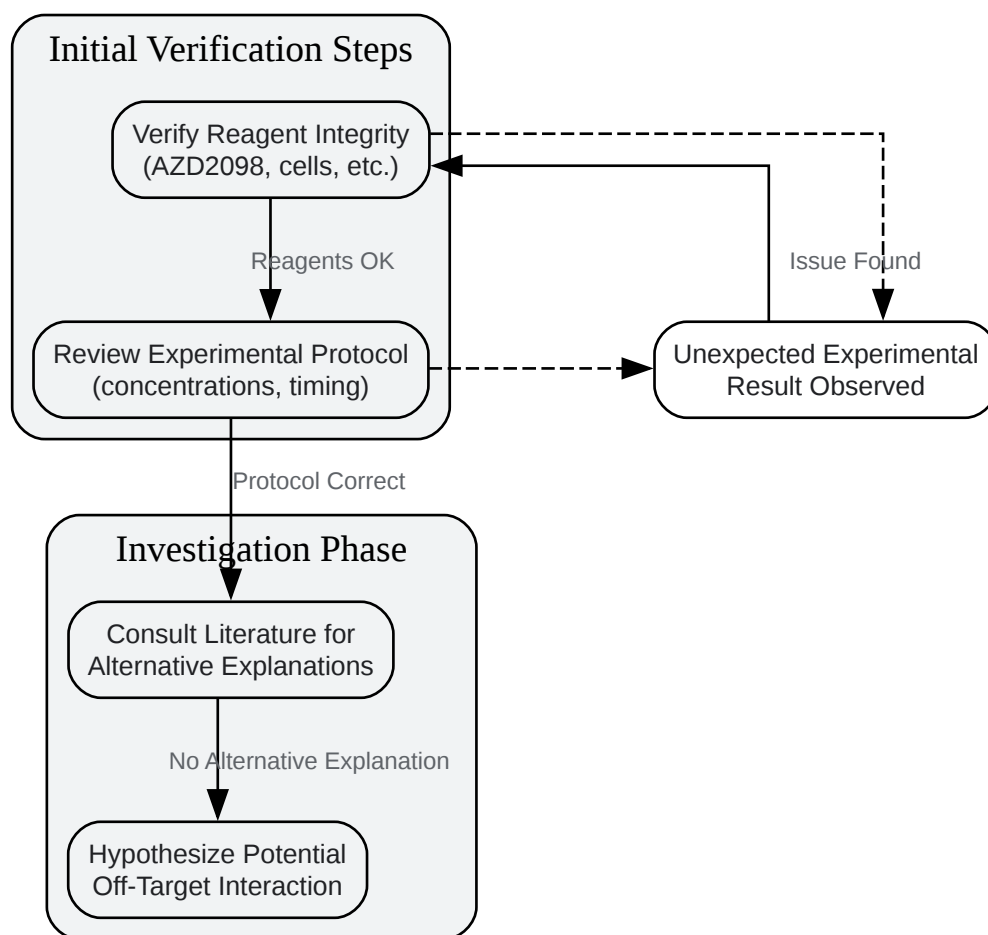 Initial Verification Steps
Verify Reagent Integrity
(AZD2098, cells, etc.)
Reagents OK
Issue Found
Review Experimental Protocol
(concentrations, timing)
Unexpected Experimental
Result Observed
Protocol Correct
Investigation Phase
Consult Literature for
Alternative Explanations
No Alternative Explanation
Hypothesize Potential
Off-Target Interaction